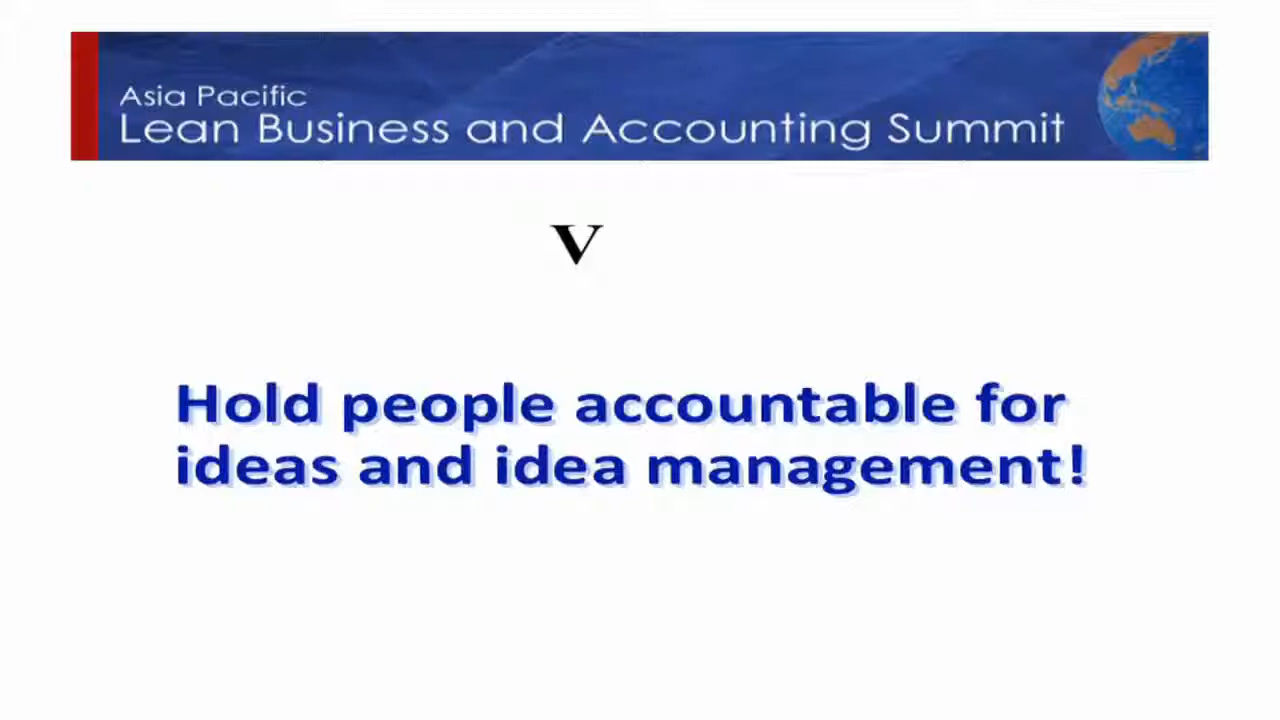 Asia Pacific
Lean Business and Accounting Summit
V
Hold people accountable for
ideas and idea management!